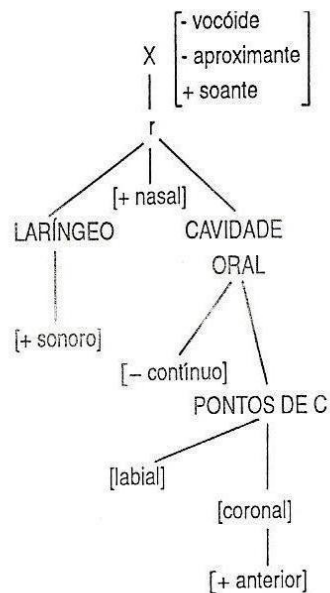 - vocóide
X
- aproximante
+ soante
r
[+ nasal]
LARÍNGEO
CAVIDADE
ORAL
[+ sonoro]
[– contínuo]
PONTOS DE C
[labial]
[coronal]
[+ anterior]